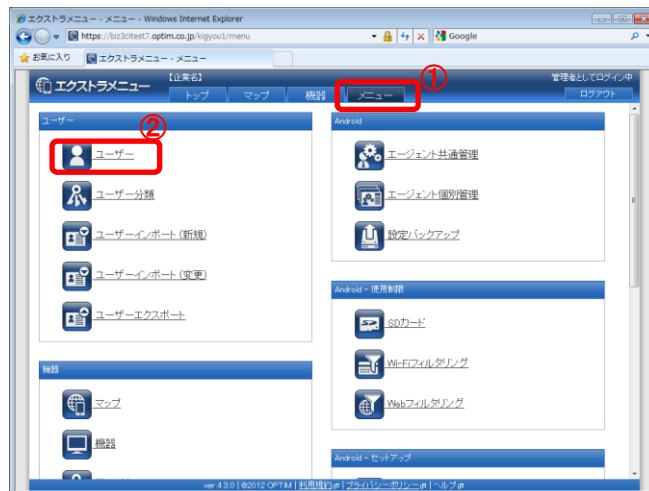 エクストラメニュー - メニュー - Windows Internet Explorer
https://biz3citest7.optim.co.jp/kigyou1/menu
Google
お気に入り
エクストラメニュー - メニュー
エクストラメニュー
【企業名】
管理者としてログイン中
トップ
マップ
機器
メニュー
ログアウト
①
ユーザー
②
ユーザー
ユーザー分類
ユーザーインポート(新規)
ユーザーインポート(変更)
ユーザーエクスポート
機器
マップ
機器
Android
エージェント共通管理
エージェント個別管理
設定バックアップ
Android - 使用制限
SDカード
Wi-Fiフィルタリング
Webフィルタリング
Android - セットアップ
ver.4.3.0 | ©2012 OPTiM | 利用規約 | プライバシーポリシー | ヘルプ